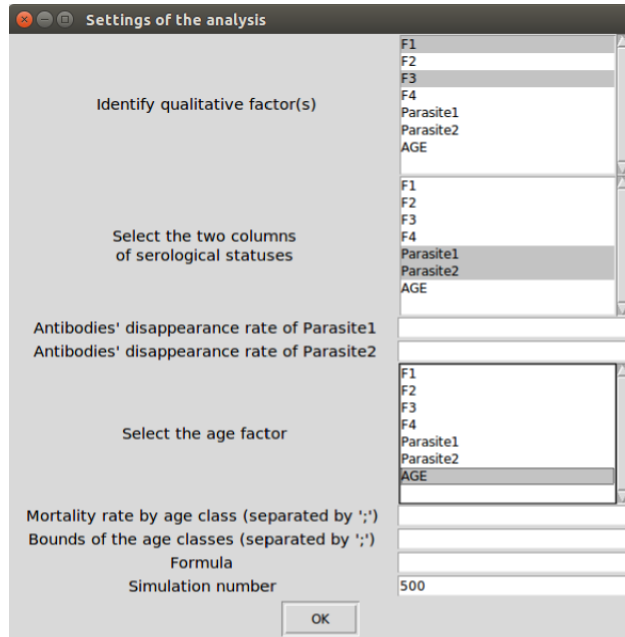 Settings of the analysis
Identify qualitative factor(s)
F1
F2
F3
F4
Parasite1
Parasite2
AGE
Select the two columns
of serological statuses
F1
F2
F3
F4
Parasite1
Parasite2
AGE
Antibodies' disappearance rate of Parasite1
Antibodies' disappearance rate of Parasite2
Select the age factor
F1
F2
F3
F4
Parasite1
Parasite2
AGE
Mortality rate by age class (separated by ';')
Bounds of the age classes (separated by ';')
Formula
Simulation number 500
OK